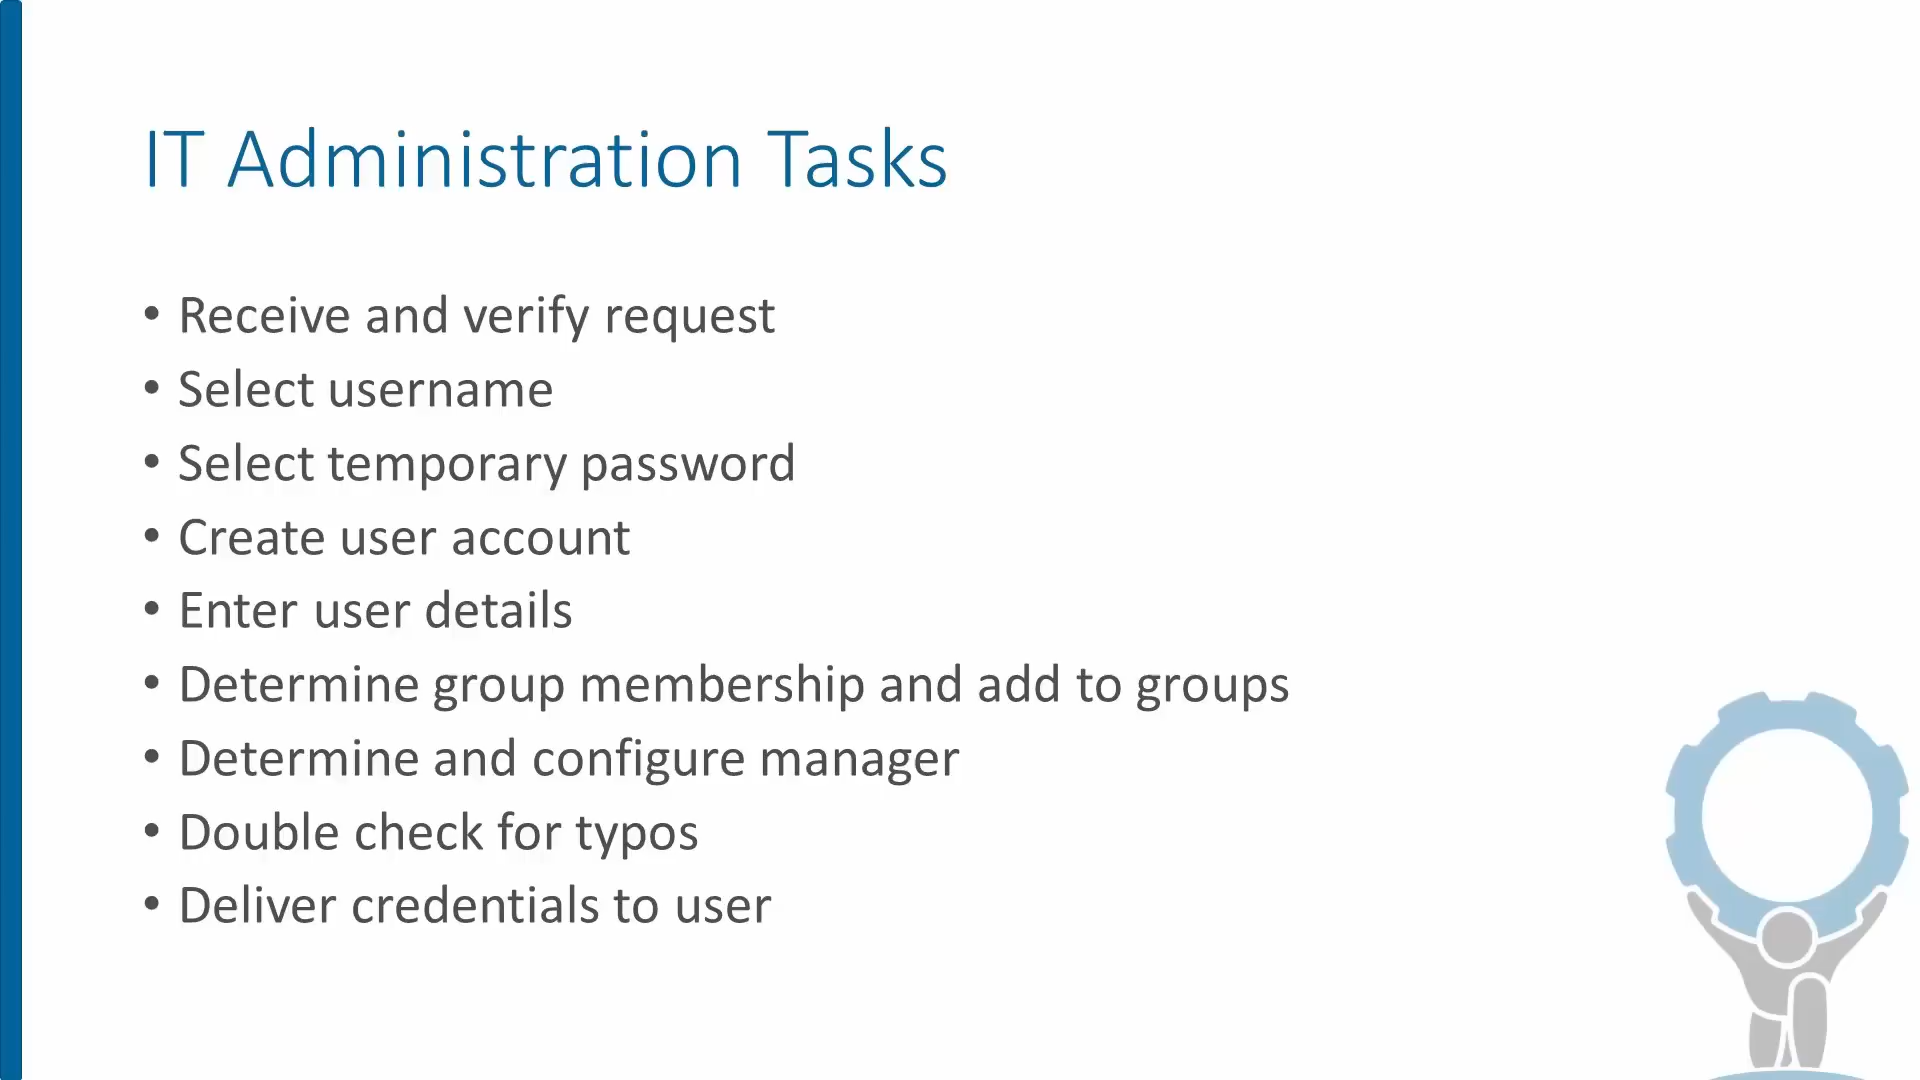 IT Administration Tasks
• Receive and verify request
• Select username
• Select temporary password
• Create user account
• Enter user details
• Determine group membership and add to groups
• Determine and configure manager
• Double check for typos
• Deliver credentials to user